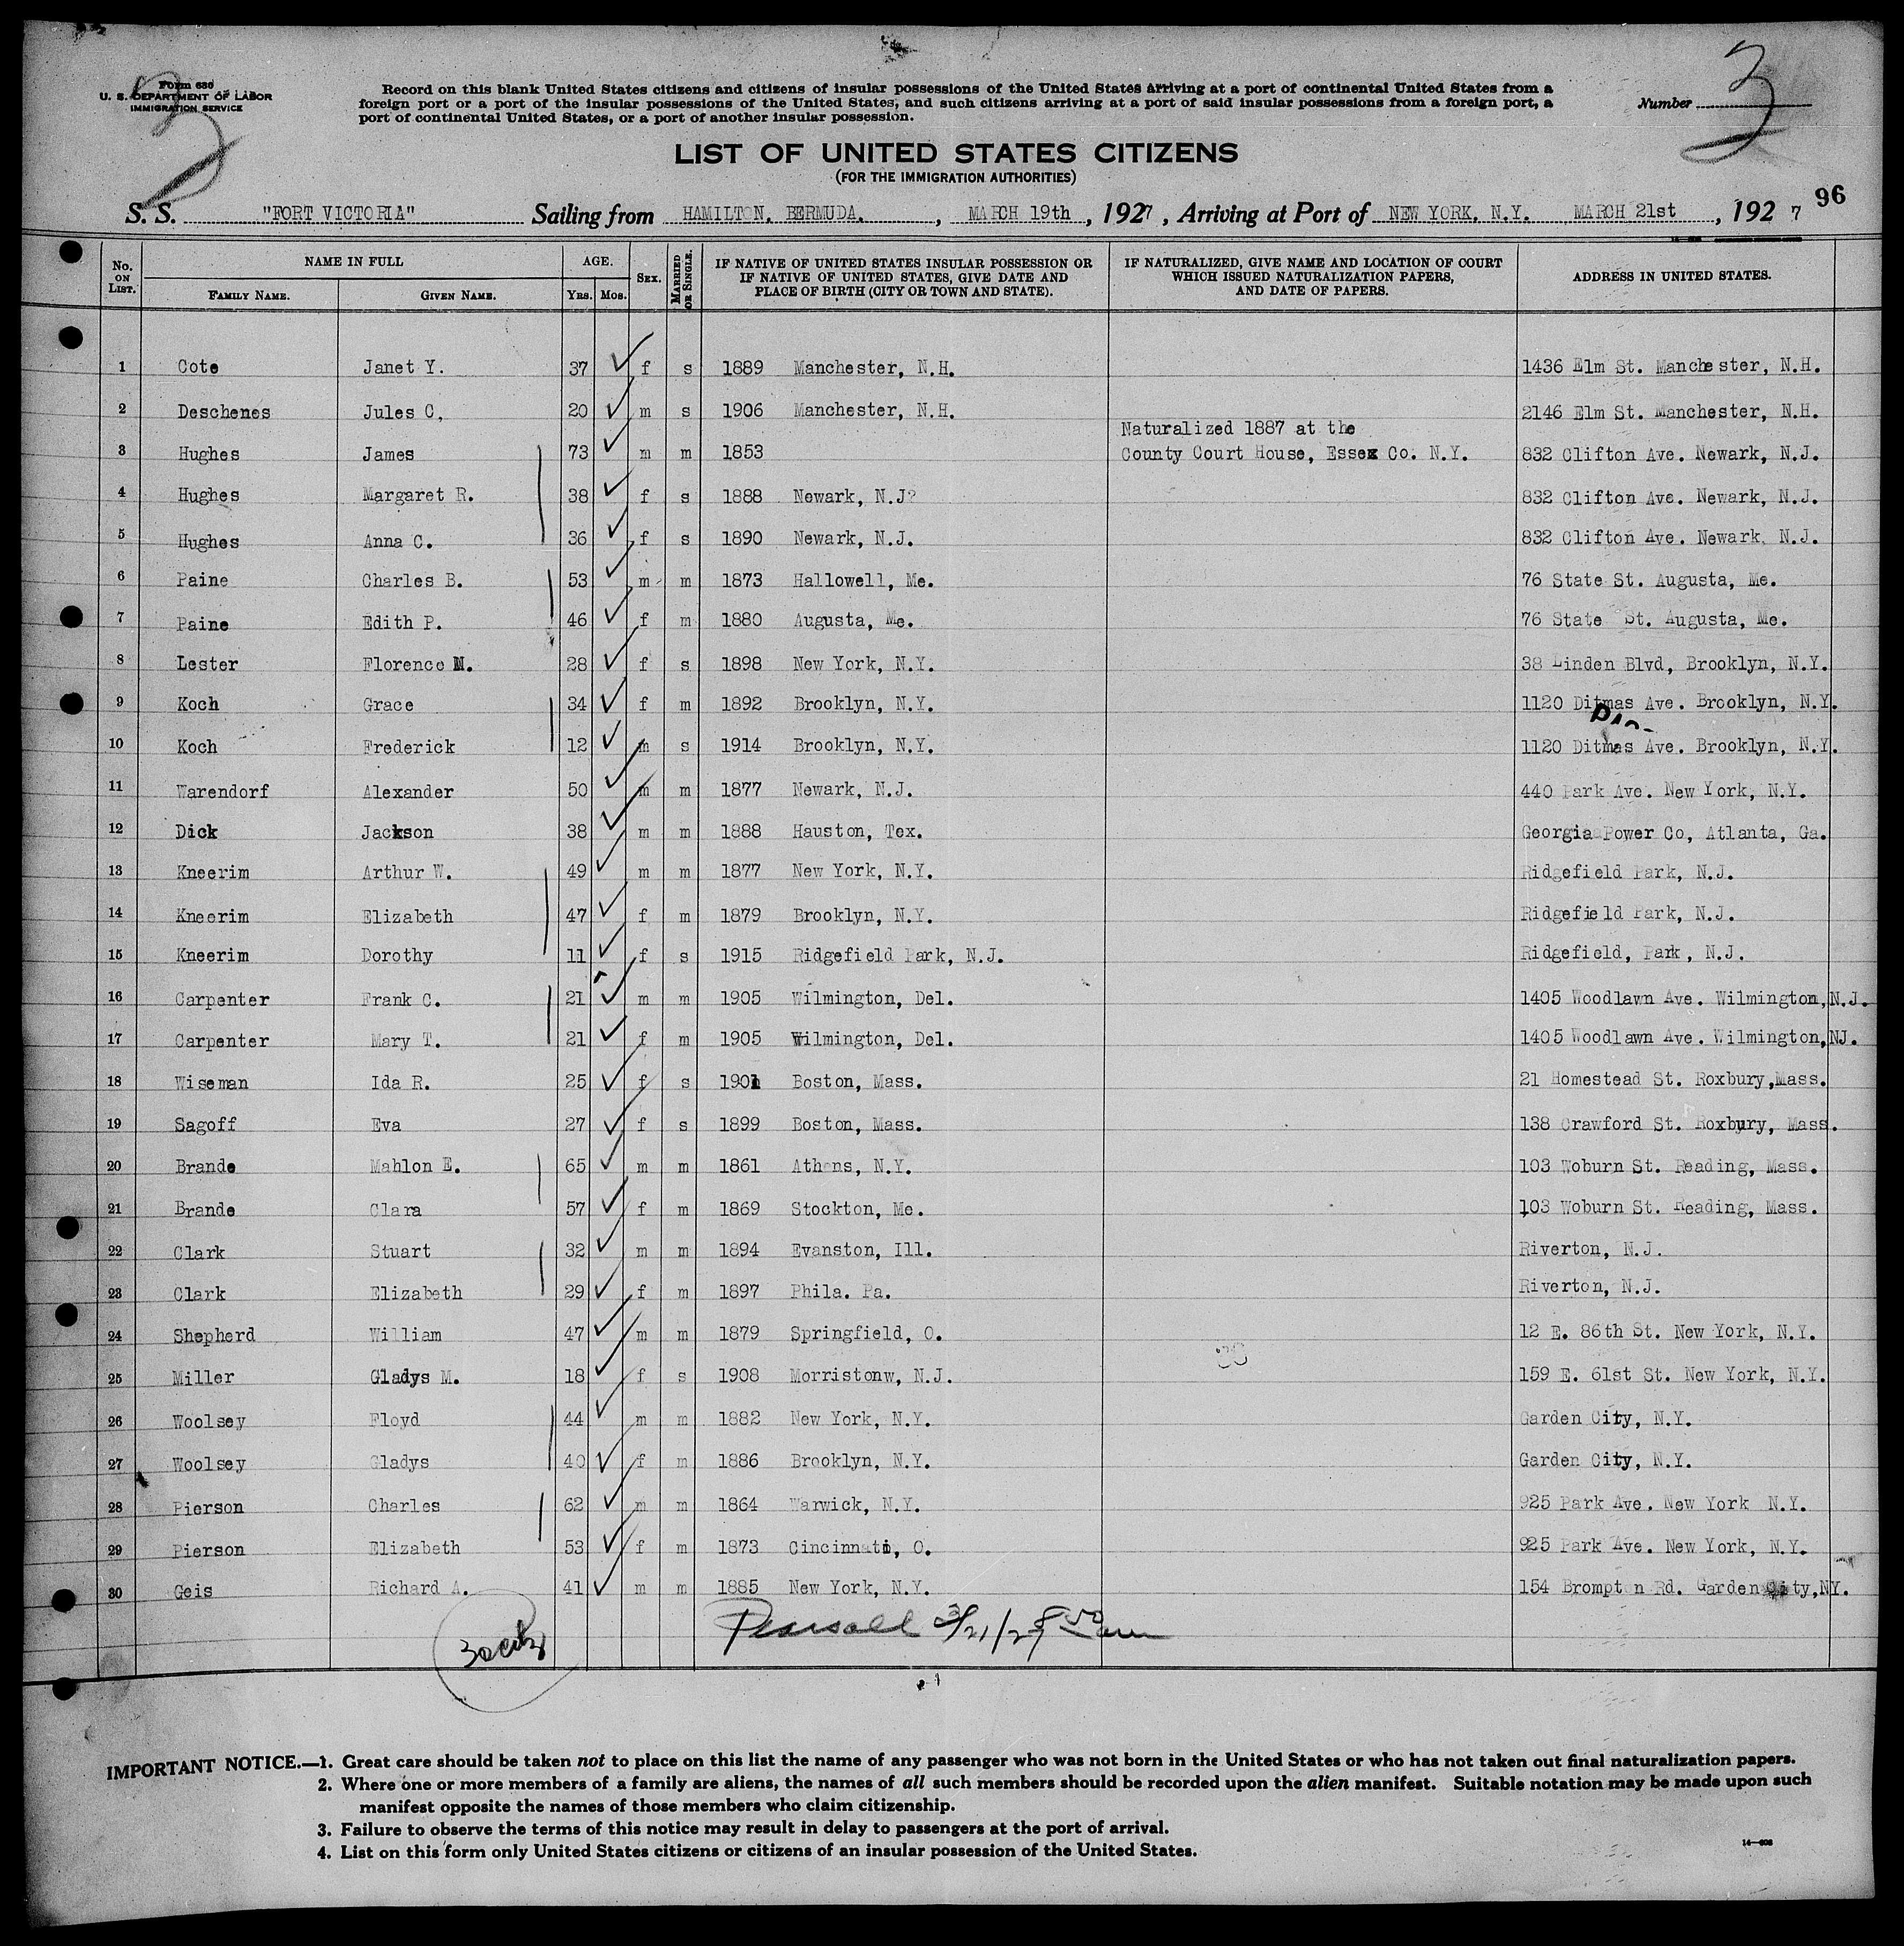 Form 630
U. S. DEPARTMENT OF LABOR
IMMIGRATION SERVICE
3
Record on this blank United States citizens and citizens of insular possessions of the United States arriving at a port of continental United States from a
foreign port or a port of the insular possessions of the United States, and such citizens arriving at a port of said insular possessions from a foreign port, a
port of continental United States, or a port of another insular possession.
Number 3
LIST OF UNITED STATES CITIZENS
(FOR THE IMMIGRATION AUTHORITIES)
S. S. "FORT VICTORIA" Sailing from HAMILTON. BERMUDA. , MARCH 19th , 1927 , Arriving at Port of NEW YORK. N.Y. MARCH 21st , 1927 96
No. ON LIST. NAME IN FULL AGE. SEX. MARRIED OR SINGLE. IF NATIVE OF UNITED STATES INSULAR POSSESSION OR IF NATIVE OF UNITED STATES, GIVE DATE AND PLACE OF BIRTH (CITY OR TOWN AND STATE). IF NATURALIZED, GIVE NAME AND LOCATION OF COURT WHICH ISSUED NATURALIZATION PAPERS, AND DATE OF PAPERS. ADDRESS IN UNITED STATES.
FAMILY NAME. GIVEN NAME. YRS. MOS.
1 Cote Janet Y. 37 f s 1889 Manchester, N.H. 1436 Elm St. Manchester, N.H.
2 Deschenes Jules C, 20 m s 1906 Manchester, N.H. 2146 Elm St. Manchester, N.H.
Naturalized 1887 at the
3 Hughes James 73 m m 1853 County Court House, Essex Co. N.Y. 832 Clifton Ave. Newark, N.J.
4 Hughes Margaret R. 38 f s 1888 Newark, N.J? 832 Clifton Ave. Newark, N.J.
5 Hughes Anna C. 36 f s 1890 Newark, N.J. 832 Clifton Ave. Newark, N.J.
6 Paine Charles B. 53 m m 1873 Hallowell, Me. 76 State St. Augusta, Me.
7 Paine Edith P. 46 f m 1880 Augusta, Me. 76 State St. Augusta, Me.
8 Lester Florence M. 28 f s 1898 New York, N.Y. 38 Linden Blvd, Brooklyn, N.Y.
9 Koch Grace 34 f m 1892 Brooklyn, N.Y. 1120 Ditmas Ave. Brooklyn, N.Y.
10 Koch Frederick 12 m s 1914 Brooklyn, N.Y. 1120 Ditmas Ave. Brooklyn, N.Y.
11 Warendorf Alexander 50 m m 1877 Newark, N.J. 440 Park Ave. New York, N.Y.
12 Dick Jackson 38 m m 1888 Hauston, Tex. Georgia Power Co, Atlanta, Ga.
13 Kneerim Arthur W. 49 m m 1877 New York, N.Y. Ridgefield Park, N.J.
14 Kneerim Elizabeth 47 f m 1879 Brooklyn, N.Y. Ridgefield Park, N.J.
15 Kneerim Dorothy 11 f s 1915 Ridgefield Park, N.J. Ridgefield, Park, N.J.
16 Carpenter Frank C. 21 m m 1905 Wilmington, Del. 1405 Woodlawn Ave. Wilmington, N.J.
17 Carpenter Mary T. 21 f m 1905 Wilmington, Del. 1405 Woodlawn Ave. Wilmington, NJ.
18 Wiseman Ida R. 25 f s 1901 Boston, Mass. 21 Homestead St. Roxbury, Mass.
19 Sagoff Eva 27 f s 1899 Boston, Mass. 138 Crawford St. Roxbury, Mass.
20 Brande Mahlon E. 65 m m 1861 Athens, N.Y. 103 Woburn St. Reading, Mass.
21 Brande Clara 57 f m 1869 Stockton, Me. 103 Woburn St. Reading, Mass.
22 Clark Stuart 32 m m 1894 Evanston, Ill. Riverton, N.J.
23 Clark Elizabeth 29 f m 1897 Phila. Pa. Riverton, N.J.
24 Shepherd William 47 m m 1879 Springfield, O. 12 E. 86th St. New York, N.Y.
25 Miller Gladys M. 18 f s 1908 Morristonw, N.J. 159 E. 61st St. New York, N.Y.
26 Woolsey Floyd 44 m m 1882 New York, N.Y. Garden City, N.Y.
27 Woolsey Gladys 40 f m 1886 Brooklyn, N.Y. Garden City, N.Y.
28 Pierson Charles 62 m m 1864 Warwick, N.Y. 925 Park Ave. New York N.Y.
29 Pierson Elizabeth 53 f m 1873 Cincinnati, O. 925 Park Ave. New York, N.Y.
30 Geis Richard A. 41 m m 1885 New York, N.Y. 154 Brompton Rd. Garden City, NY.
Pearsall 3/21/27 8 50 am
IMPORTANT NOTICE.—1. Great care should be taken not to place on this list the name of any passenger who was not born in the United States or who has not taken out final naturalization papers.
2. Where one or more members of a family are aliens, the names of all such members should be recorded upon the alien manifest. Suitable notation may be made upon such
manifest opposite the names of those members who claim citizenship.
3. Failure to observe the terms of this notice may result in delay to passengers at the port of arrival.
4. List on this form only United States citizens or citizens of an insular possession of the United States.